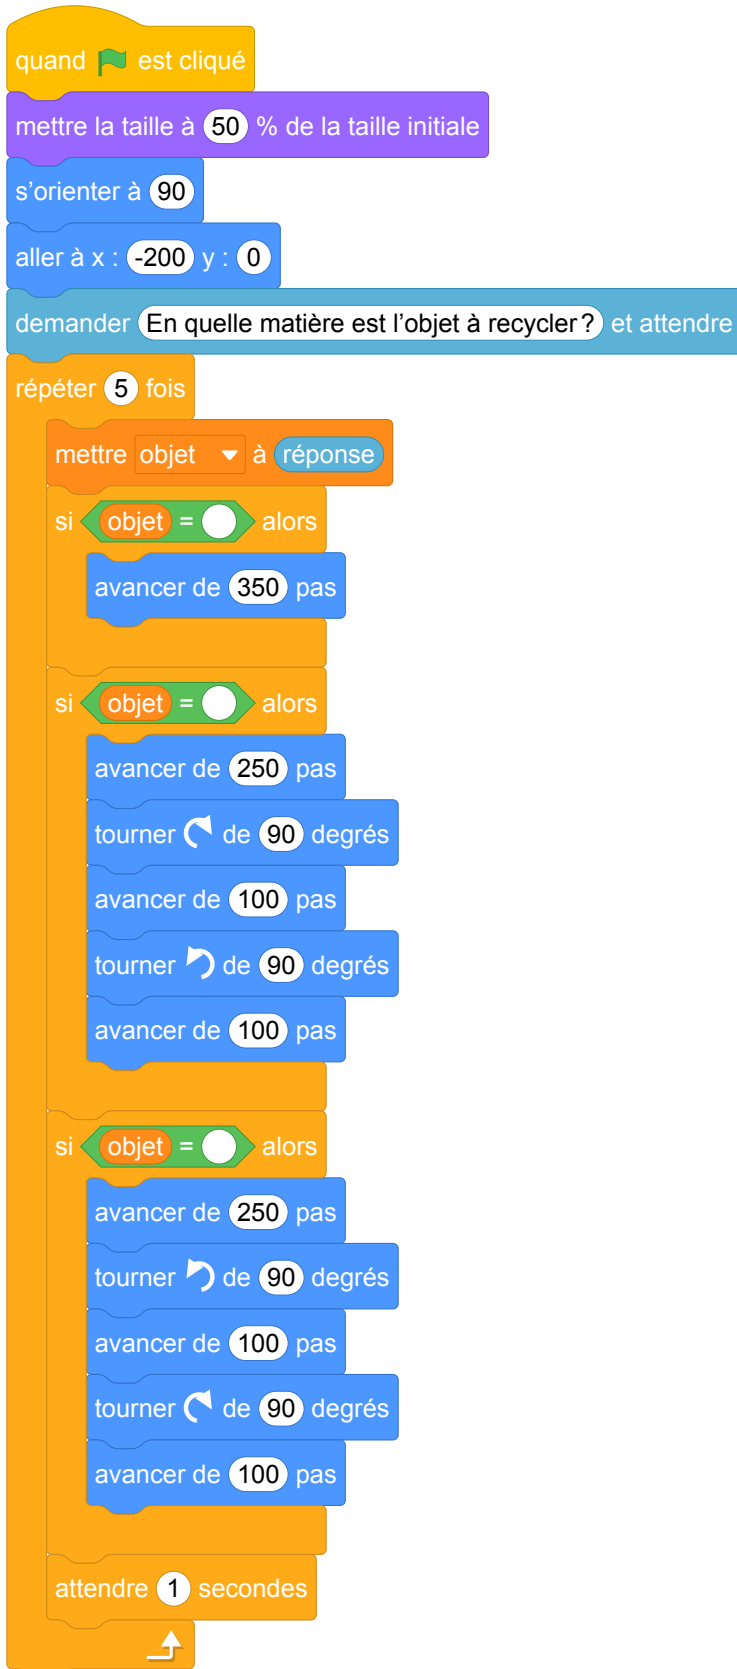 quand est cliqué
mettre la taille à 50 % de la taille initiale
s’orienter à 90
aller à x : -200 y : 0
demander En quelle matière est l’objet à recycler ? et attendre
répéter 5 fois
mettre objet à réponse
si objet = alors
avancer de 350 pas
si objet = alors
avancer de 250 pas
tourner de 90 degrés
avancer de 100 pas
tourner de 90 degrés
avancer de 100 pas
si objet = alors
avancer de 250 pas
tourner de 90 degrés
avancer de 100 pas
tourner de 90 degrés
avancer de 100 pas
attendre 1 secondes